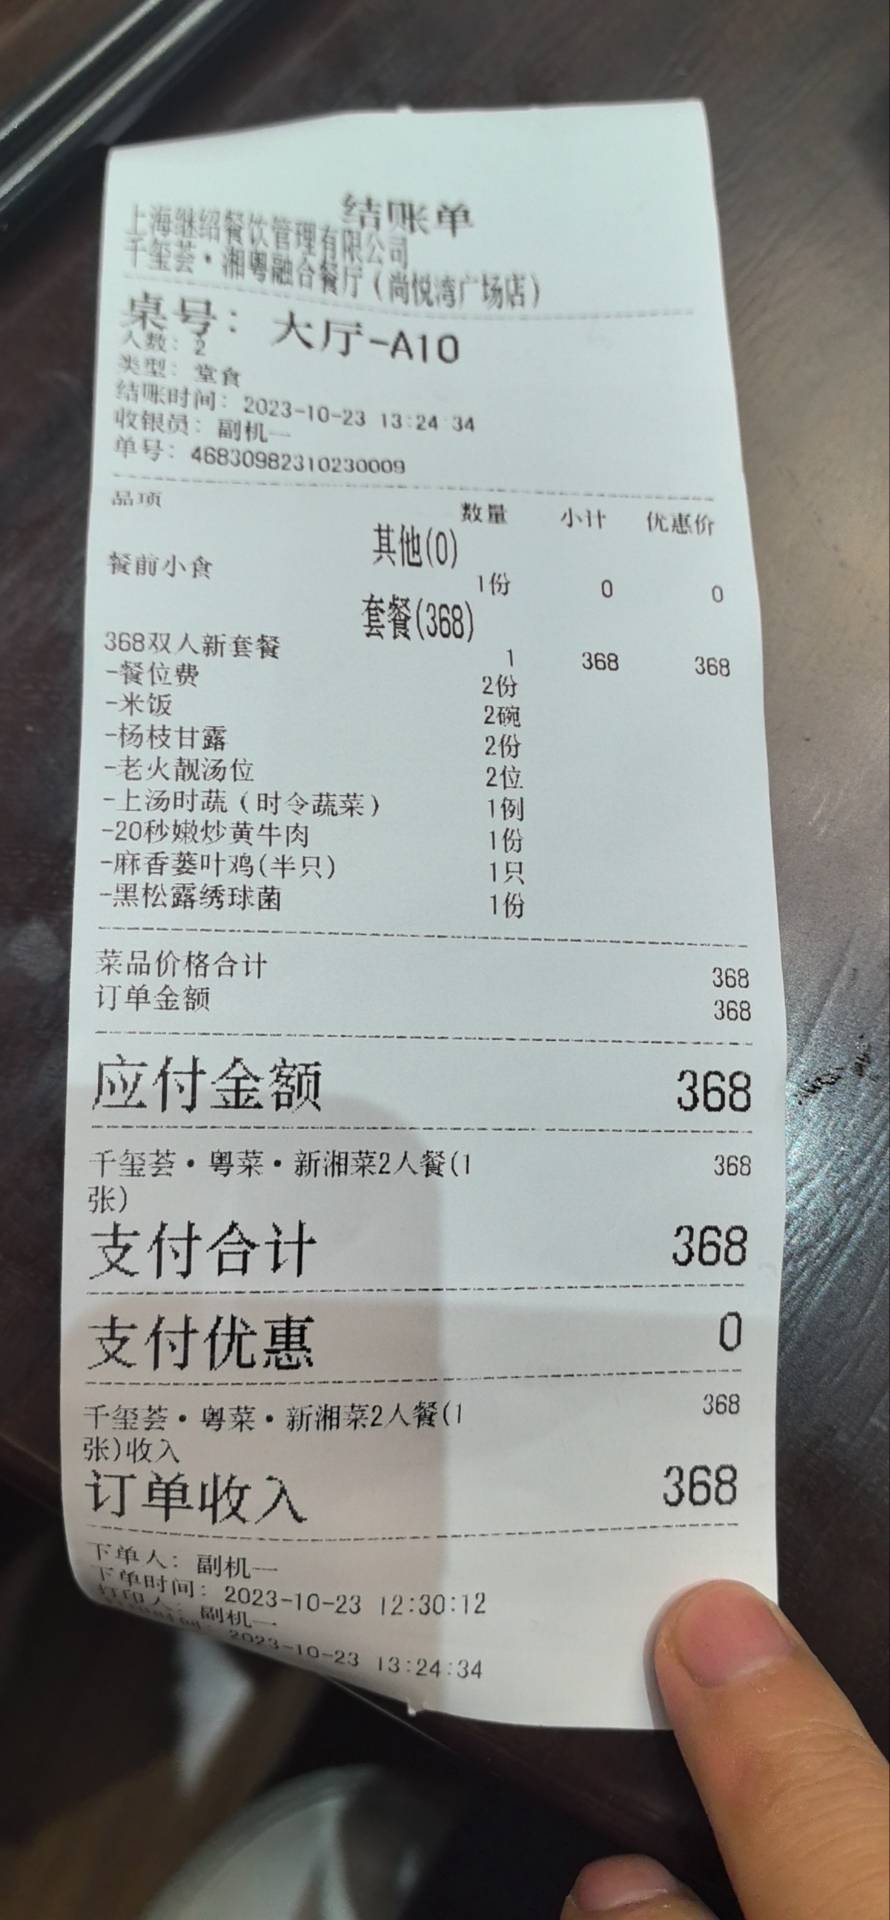 结账单
上海继绍餐饮管理有限公司
千玺荟·湘粤融合餐厅(尚悦湾广场店)
桌号: 大厅-A10
人数: 2
类型: 堂食
结账时间: 2023-10-23 13:24:34
收银员: 副机一
单号: 46830982310230009
品项 数量 小计 优惠价
其他(0)
餐前小食 1份 0 0
套餐(368)
368双人新套餐 1 368 368
-餐位费 2份
-米饭 2碗
-杨枝甘露 2份
-老火靓汤位 2位
-上汤时蔬(时令蔬菜) 1例
-20秒嫩炒黄牛肉 1份
-麻香蒌叶鸡(半只) 1只
-黑松露绣球菌 1份
菜品价格合计 368
订单金额 368
应付金额 368
千玺荟·粤菜·新湘菜2人餐(1 368
张)
支付合计 368
支付优惠 0
千玺荟·粤菜·新湘菜2人餐(1 368
张)收入
订单收入 368
下单人: 副机一
下单时间: 2023-10-23 12:30:12
打印人: 副机一
2023-10-23 13:24:34